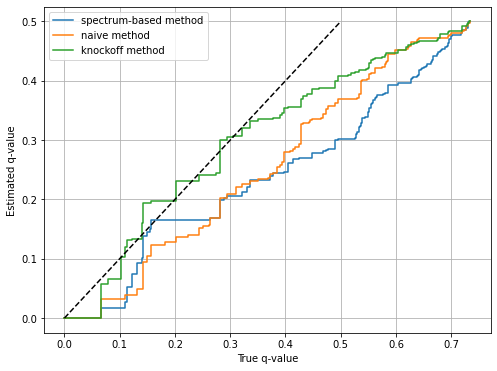 spectrum-based method
naive method
knockoff method
Estimated q-value
0.5
0.4
0.3
0.2
0.1
0.0
0.0 0.1 0.2 0.3 0.4 0.5 0.6 0.7
True q-value